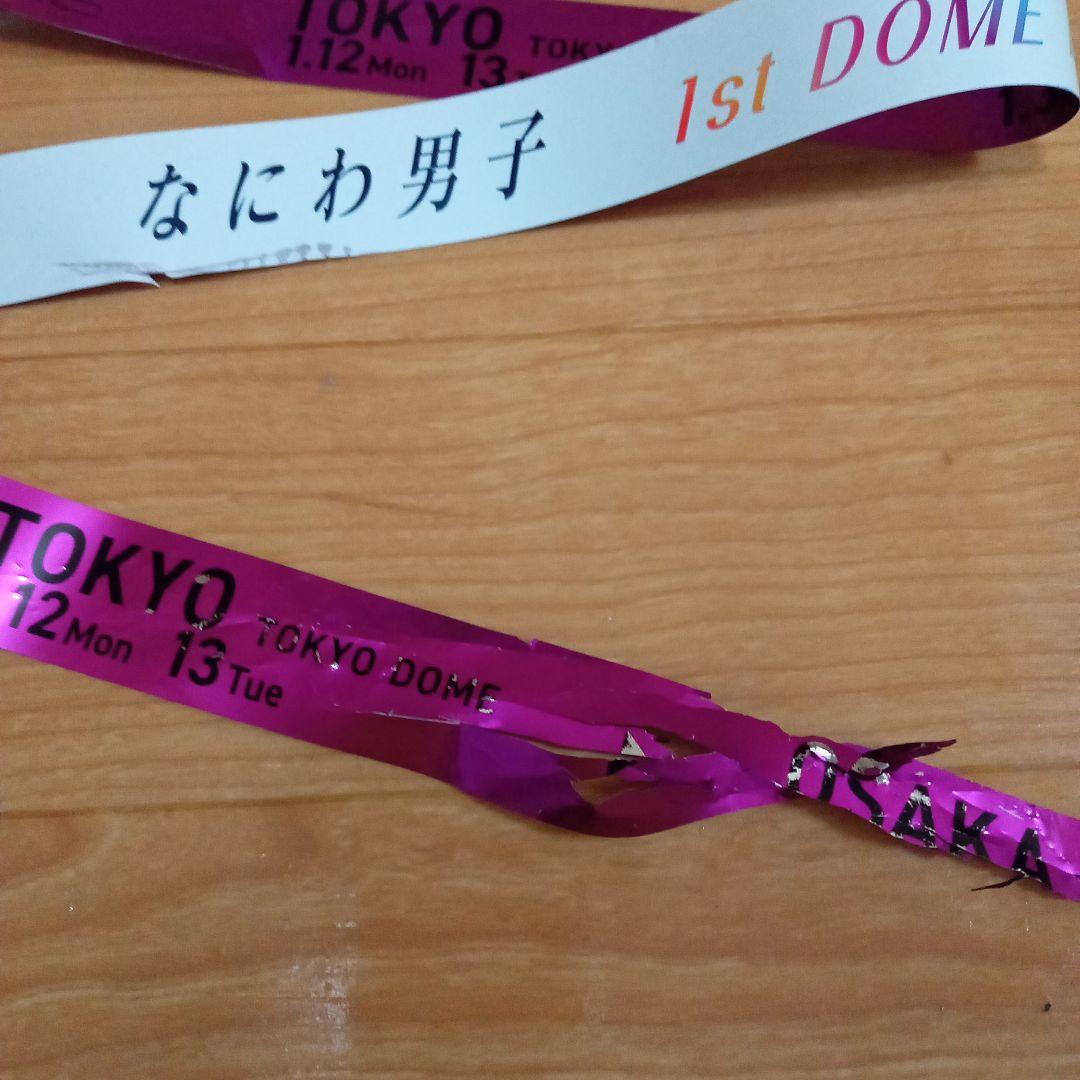 TOKYO
1.12 Mon 13
なにわ男子 1st DOME
TOKYO TOKYO DOME
12 Mon 13 Tue
OSAKA